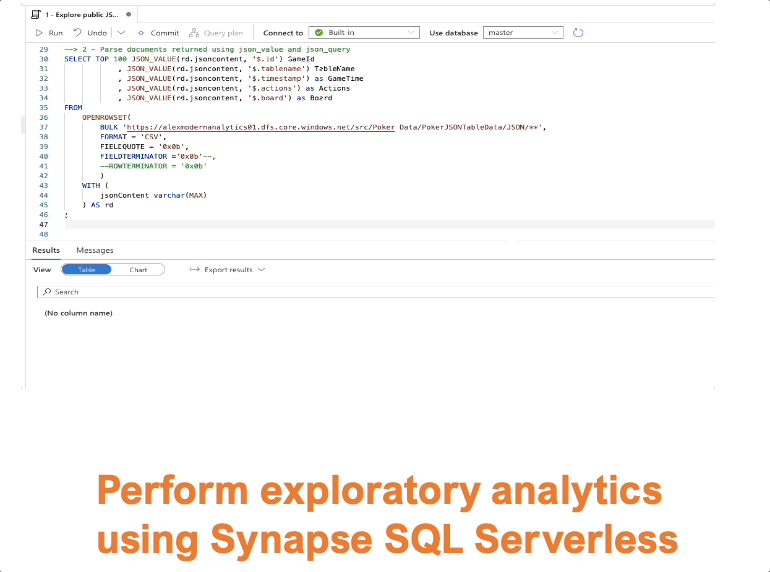 1 - Explore public JS...
Run Undo Commit Query plan Connect to Built-in Use database master
29 --> 2 - Parse documents returned using json_value and json_query
30 SELECT TOP 100 JSON_VALUE(rd.jsoncontent, '$.id') GameId
31 , JSON_VALUE(rd.jsoncontent, '$.tablename') TableName
32 , JSON_VALUE(rd.jsoncontent, '$.timestamp') as GameTime
33 , JSON_VALUE(rd.jsoncontent, '$.actions') as Actions
34 , JSON_VALUE(rd.jsoncontent, '$.board') as Board
35 FROM
36 OPENROWSET(
37 BULK 'https://alexmodernanalytics01.dfs.core.windows.net/src/Poker Data/PokerJSONTableData/JSON/**',
38 FORMAT = 'CSV',
39 FIELDQUOTE = '0x0b',
40 FIELDTERMINATOR ='0x0b'--,
41 --ROWTERMINATOR = '0x0b'
42 )
43 WITH (
44 jsonContent varchar(MAX)
45 ) AS rd
46 ;
47
48
Results Messages
View Table Chart Export results
Search
(No column name)
Perform exploratory analytics
using Synapse SQL Serverless